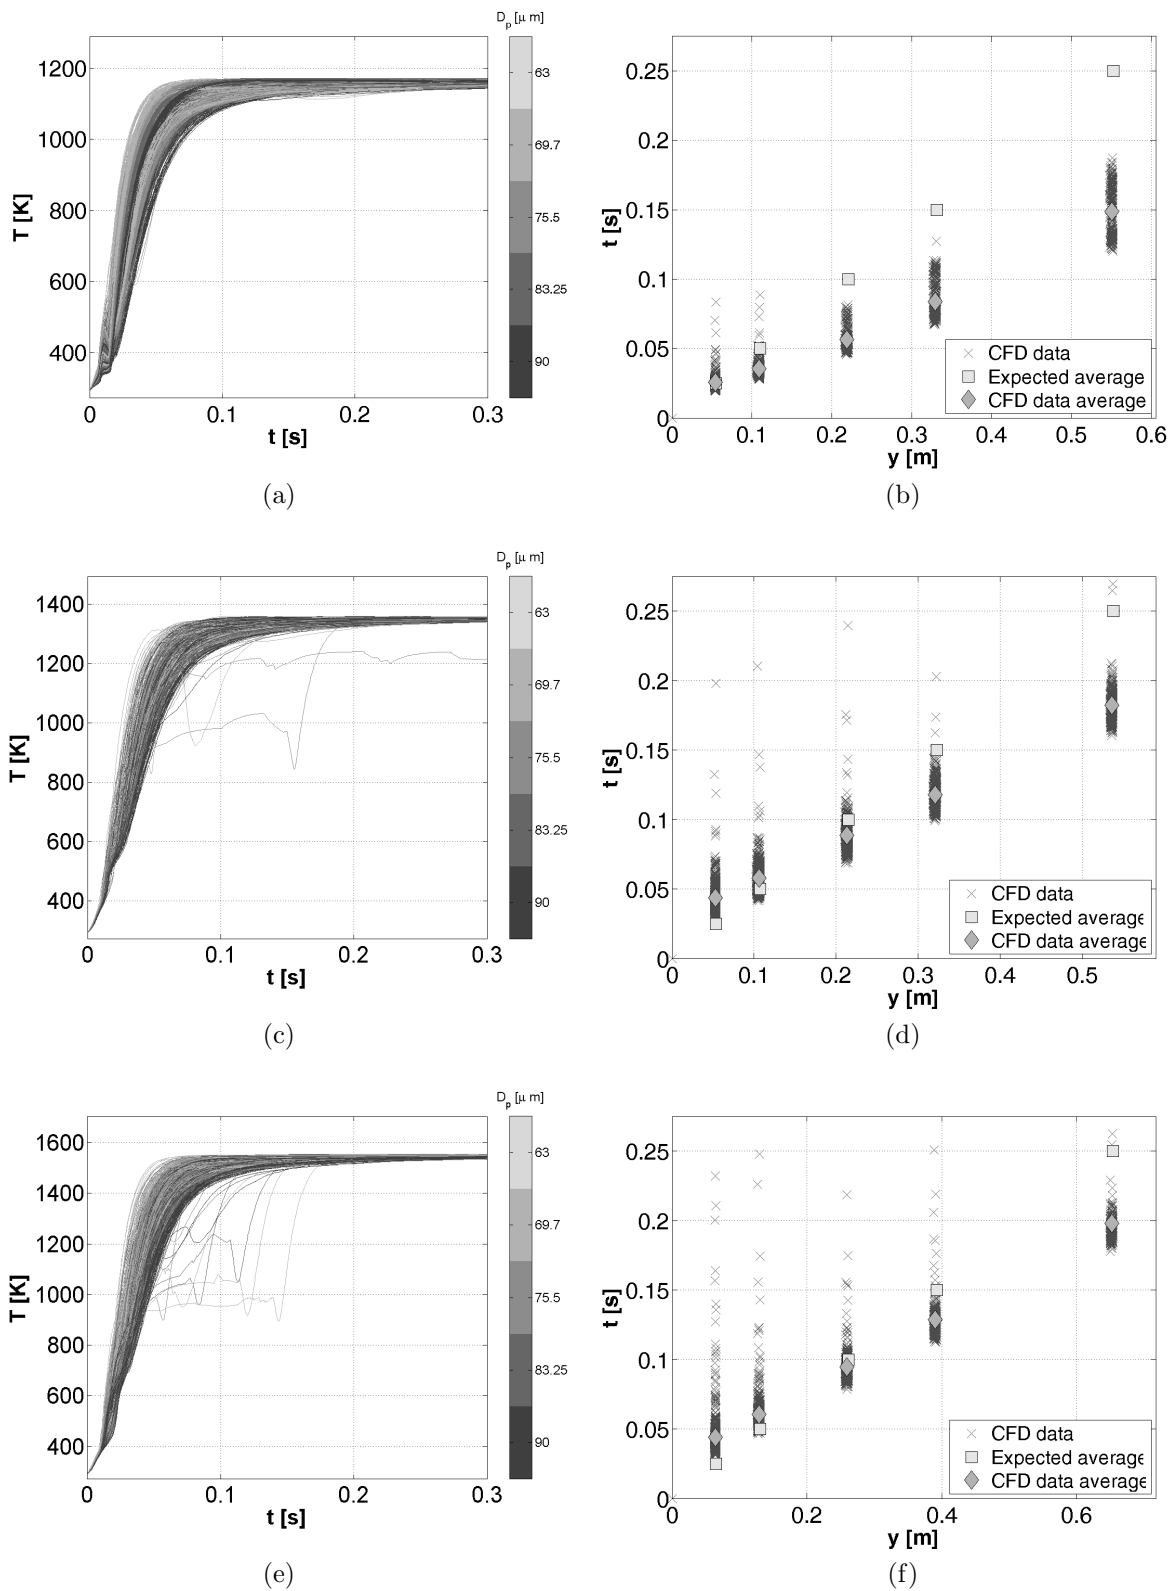 D_p [μ m]
1200
1000
800
600
400
0
0.1
0.2
0.3
T [K]
t [s]
63
69.7
75.5
83.25
90
(a)
0.25
0.2
0.15
0.1
0.05
0
0
0.1
0.2
0.3
0.4
0.5
0.6
t [s]
y [m]
CFD data
Expected average
CFD data average
(b)
D_p [μ m]
1400
1200
1000
800
600
400
0
0.1
0.2
0.3
T [K]
t [s]
63
69.7
75.5
83.25
90
(c)
0.25
0.2
0.15
0.1
0.05
0
0
0.1
0.2
0.3
0.4
0.5
t [s]
y [m]
CFD data
Expected average
CFD data average
(d)
D_p [μ m]
1600
1400
1200
1000
800
600
400
0
0.1
0.2
0.3
T [K]
t [s]
63
69.7
75.5
83.25
90
(e)
0.25
0.2
0.15
0.1
0.05
0
0
0.2
0.4
0.6
t [s]
y [m]
CFD data
Expected average
CFD data average
(f)